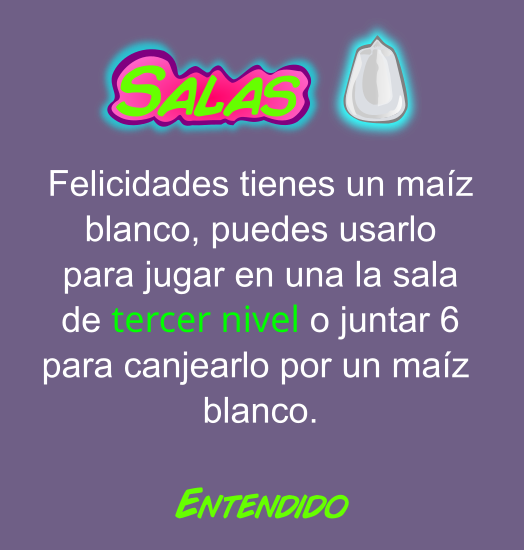 SALAS
Felicidades tienes un maíz
blanco, puedes usarlo
para jugar en una la sala
de tercer nivel o juntar 6
para canjearlo por un maíz
blanco.
ENTENDIDO